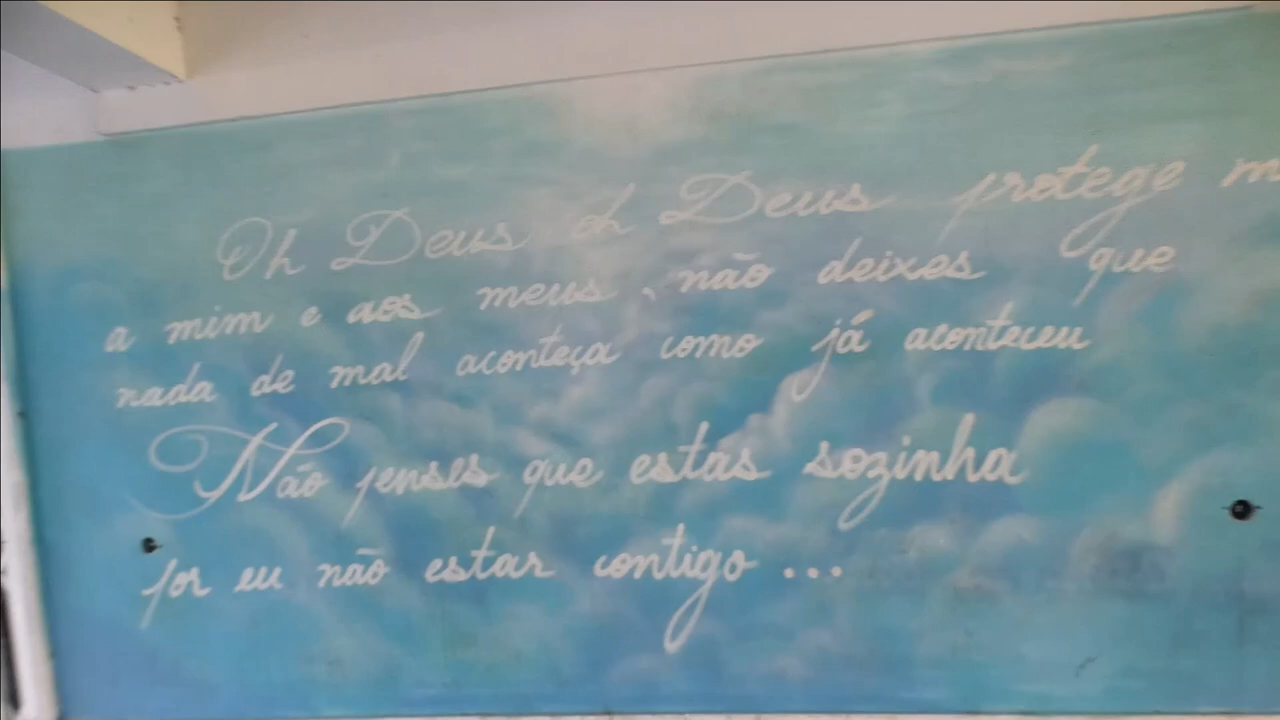 Oh Deus oh Deus protege
a mim e aos meus, não deixes que
nada de mal aconteça como já aconteceu
Não penses que estas sozinha
por eu não estar contigo ...